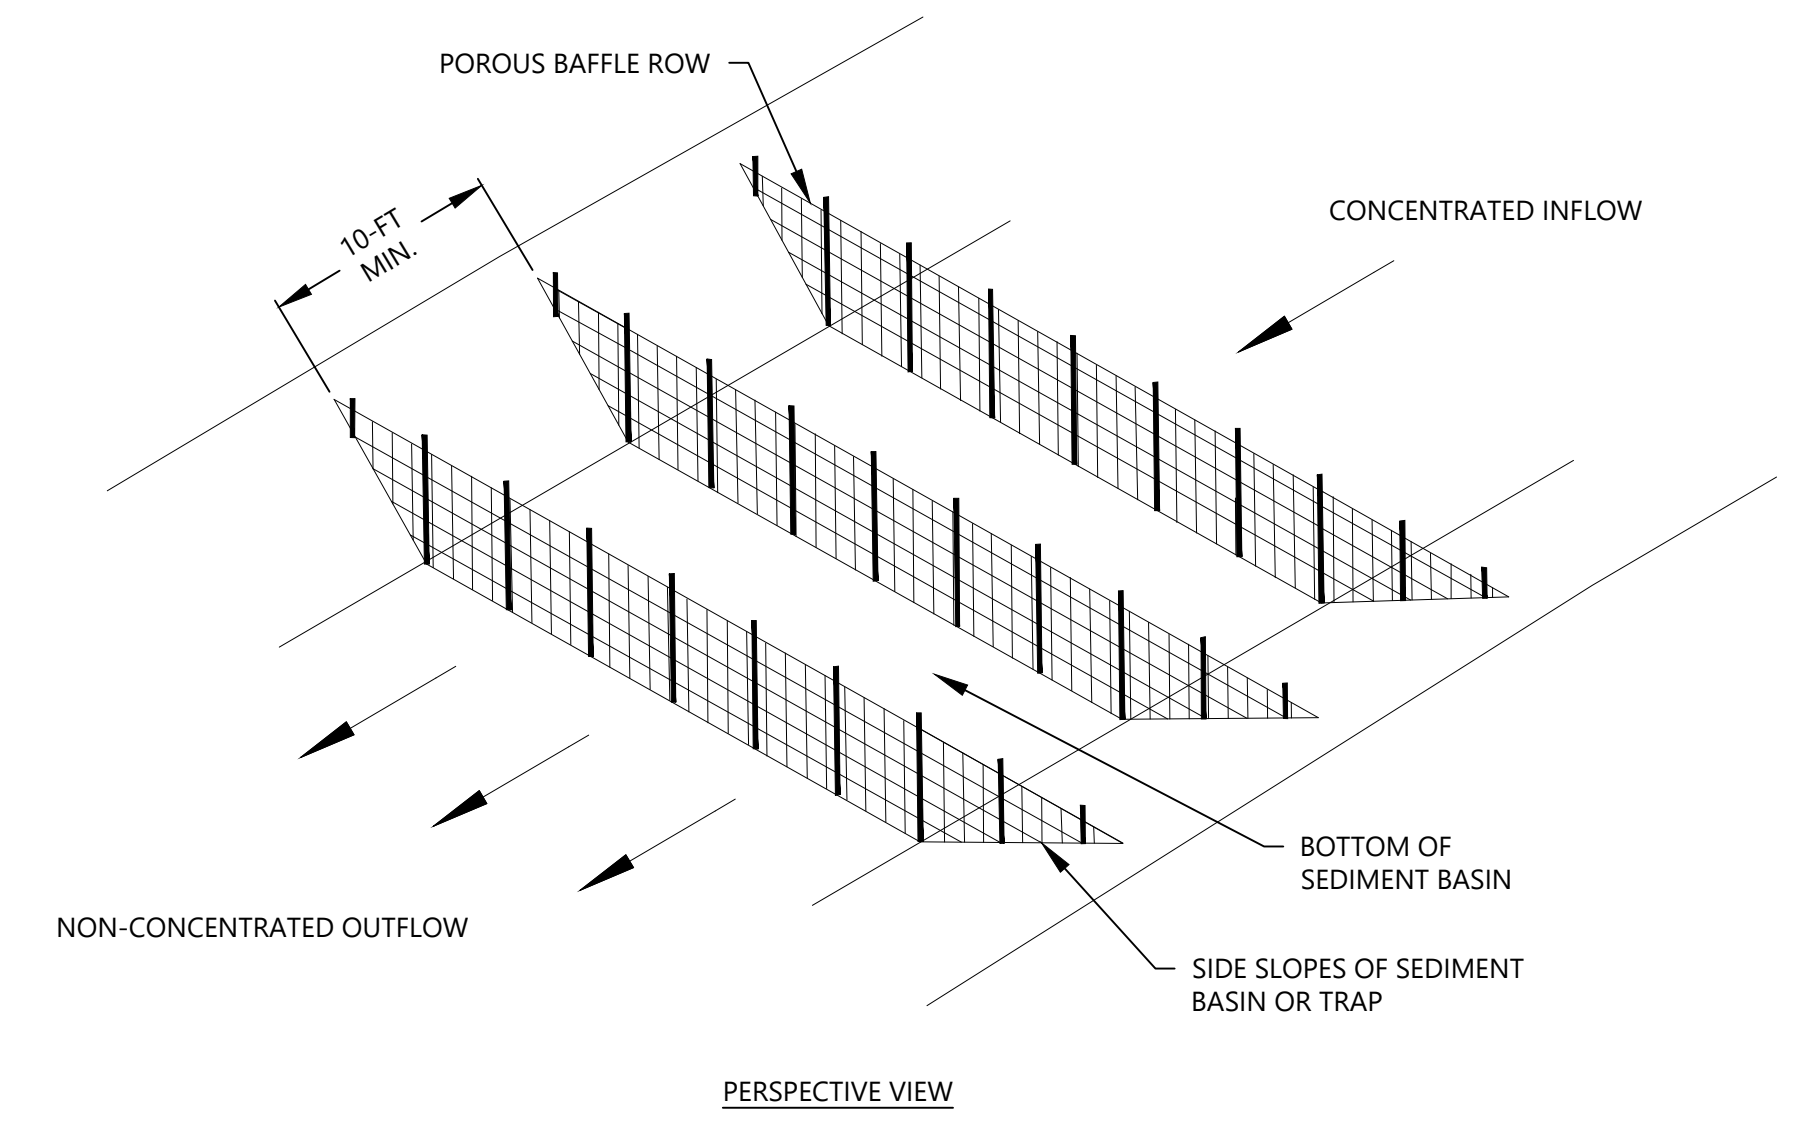 POROUS BAFFLE ROW
10-FT
MIN.
CONCENTRATED INFLOW
BOTTOM OF
SEDIMENT BASIN
NON-CONCENTRATED OUTFLOW
SIDE SLOPES OF SEDIMENT
BASIN OR TRAP
PERSPECTIVE VIEW